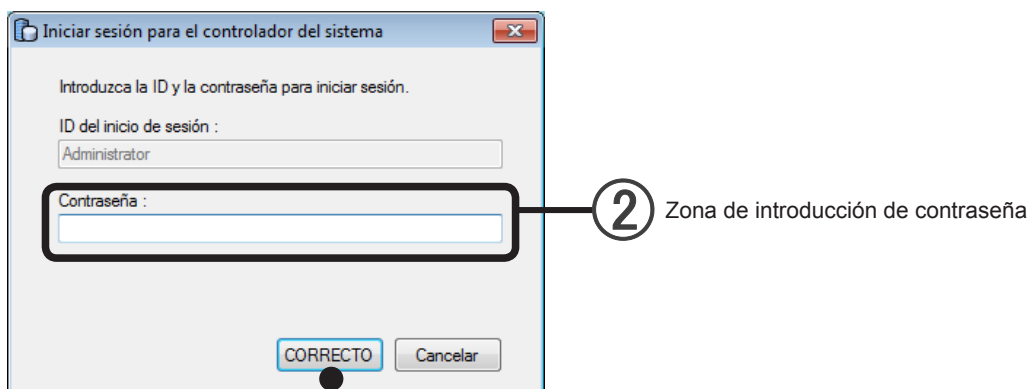 Iniciar sesión para el controlador del sistema
Introduzca la ID y la contraseña para iniciar sesión.
ID del inicio de sesión :
Administrator
Contraseña :
② Zona de introducción de contraseña
CORRECTO Cancelar